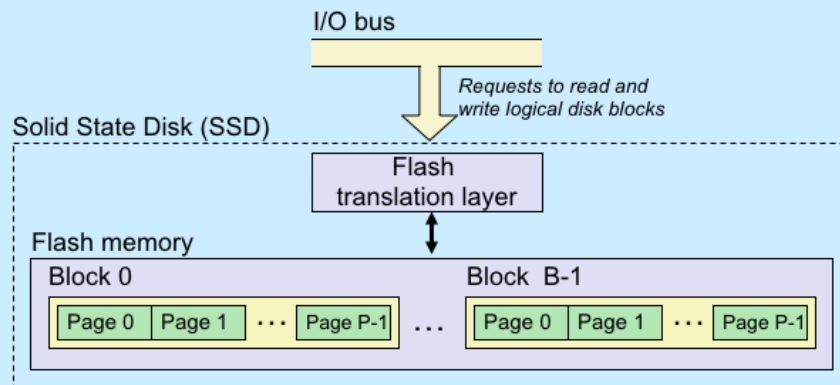 I/O bus
Requests to read and
write logical disk blocks
Solid State Disk (SSD)
Flash
translation layer
Flash memory
Block 0
Block B-1
Page 0 Page 1 ... Page P-1 ... Page 0 Page 1 ... Page P-1